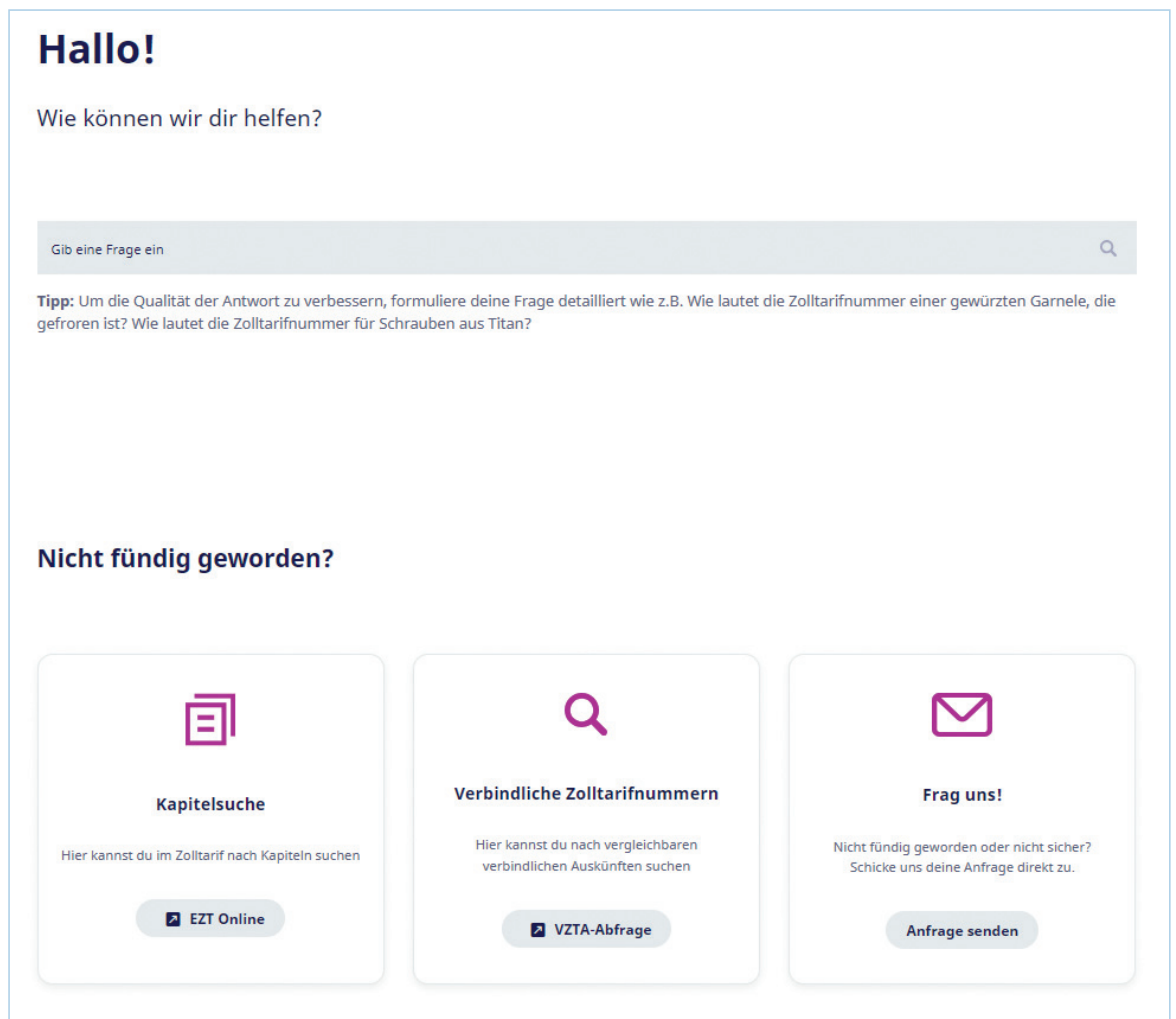 Hallo!
Wie können wir dir helfen?
Gib eine Frage ein
Tipp: Um die Qualität der Antwort zu verbessern, formuliere deine Frage detailliert wie z.B. Wie lautet die Zolltarifnummer einer gewürzten Garnele, die
gefroren ist? Wie lautet die Zolltarifnummer für Schrauben aus Titan?
Nicht fündig geworden?
Kapitelsuche
Hier kannst du im Zolltarif nach Kapiteln suchen
EZT Online
Verbindliche Zolltarifnummern
Hier kannst du nach vergleichbaren
verbindlichen Auskünften suchen
VZTA-Abfrage
Frag uns!
Nicht fündig geworden oder nicht sicher?
Schicke uns deine Anfrage direkt zu.
Anfrage senden